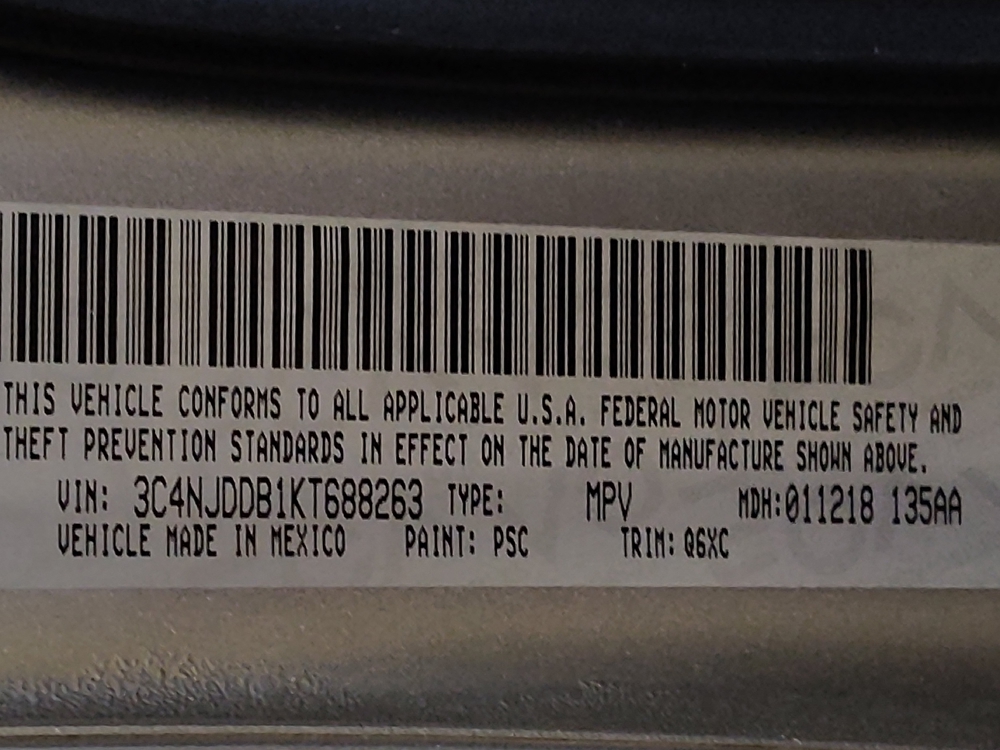 THIS VEHICLE CONFORMS TO ALL APPLICABLE U.S.A. FEDERAL MOTOR VEHICLE SAFETY AND
THEFT PREVENTION STANDARDS IN EFFECT ON THE DATE OF MANUFACTURE SHOWN ABOVE.
VIN: 3C4NJDDB1KT688263 TYPE: MPV MDH:011218 135AA
VEHICLE MADE IN MEXICO PAINT: PSC TRIM: Q6XC